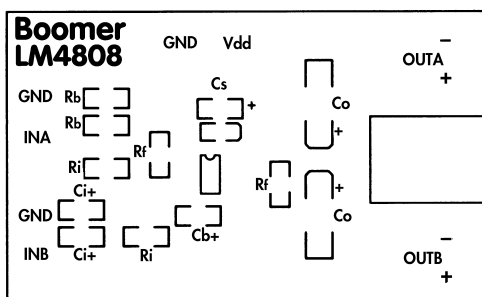 Boomer
LM4808
GND Vdd
OUTA
−
+
Cs
+
GND Rb
Rb
INA
Co
+
Rf
Ri
Rf
+
Ci+
GND
Co
Cb+
INB Ci+ Ri
OUTB
−
+